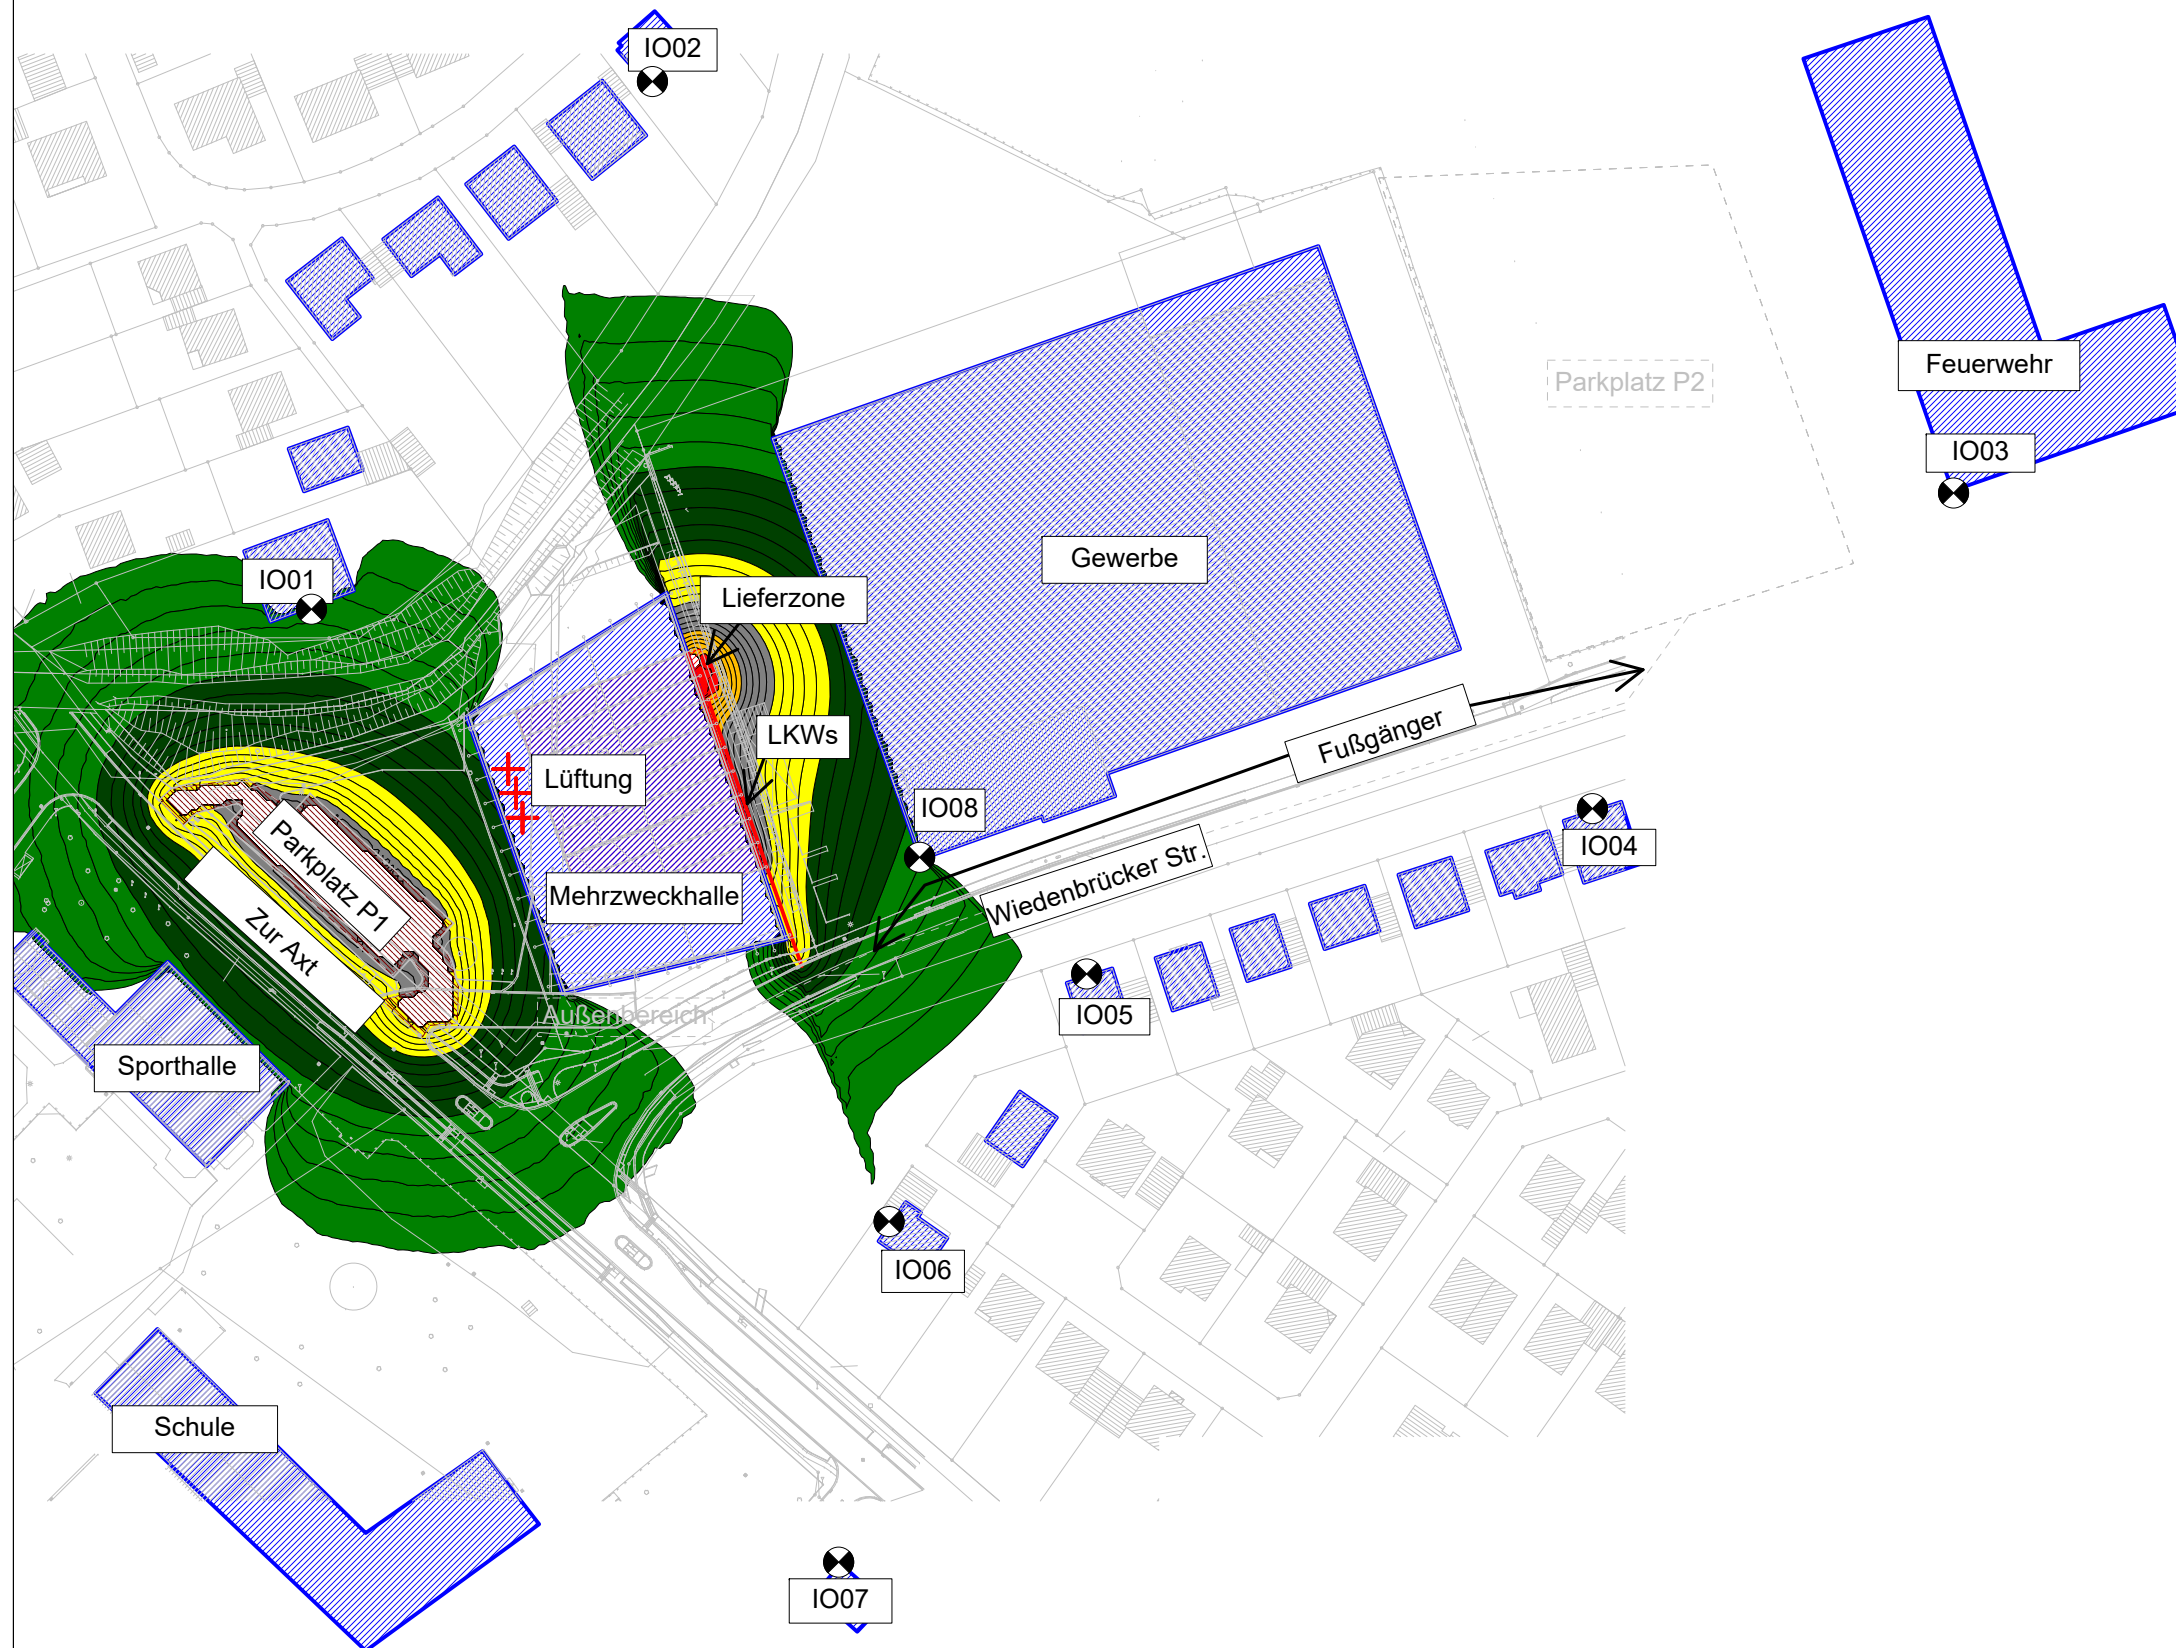 IO02
Parkplatz P2
Feuerwehr
IO03
Gewerbe
IO01
Lieferzone
LKWs
Fußgänger
Lüftung
IO08
Parkplatz P1
Wiedenbrücker Str.
IO04
Mehrzweckhalle
Zur Axt
Außenbereich
IO05
Sporthalle
IO06
Schule
IO07